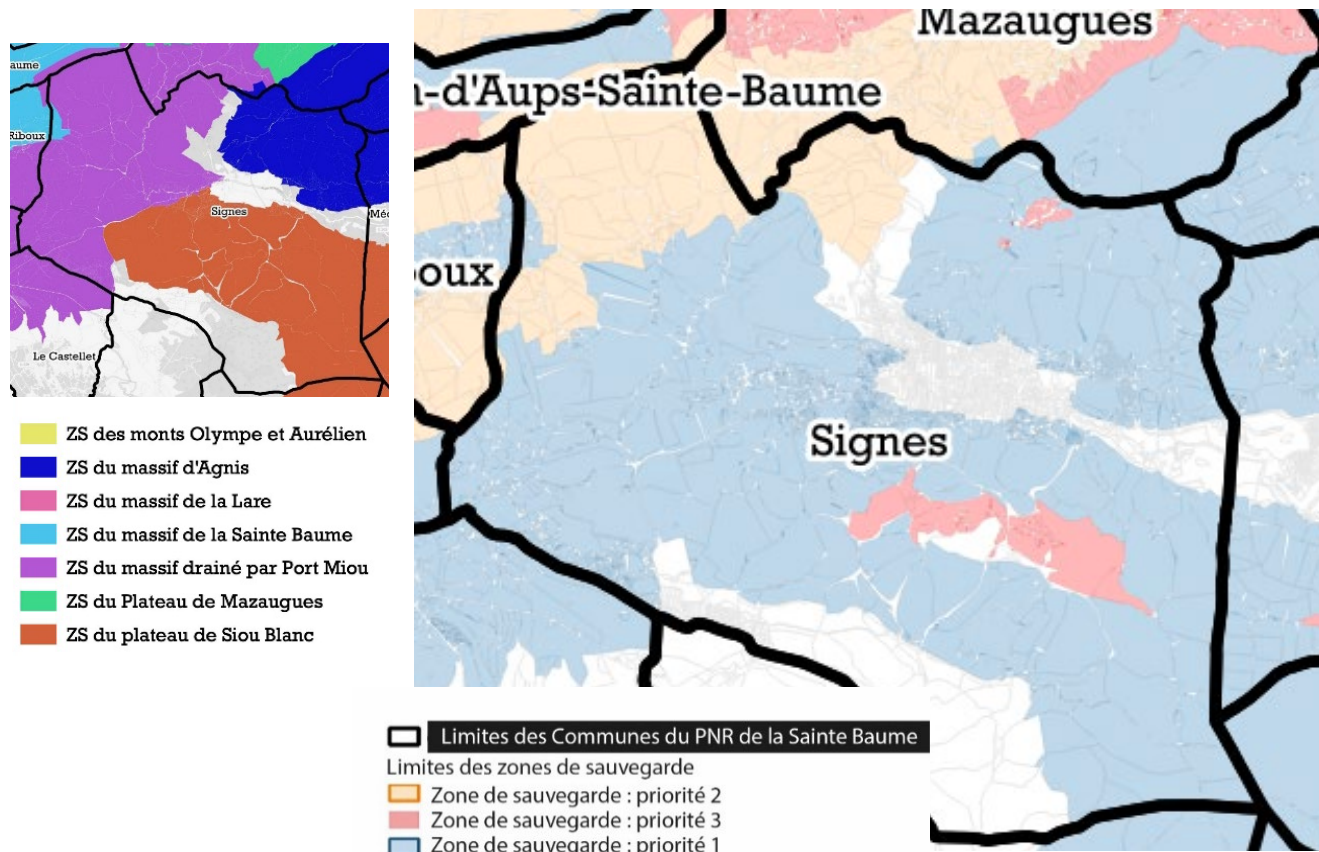 aume
Riboux
Signes
Méo
Le Castellet
ZS des monts Olympe et Aurélien
ZS du massif d'Agnis
ZS du massif de la Lare
ZS du massif de la Sainte Baume
ZS du massif drainé par Port Miou
ZS du Plateau de Mazaugues
ZS du plateau de Siou Blanc
Mazaugues
n-d'Aups-Sainte-Baume
oux
Signes
Limites des Communes du PNR de la Sainte Baume
Limites des zones de sauvegarde
Zone de sauvegarde : priorité 2
Zone de sauvegarde : priorité 3
Zone de sauvegarde : priorité 1